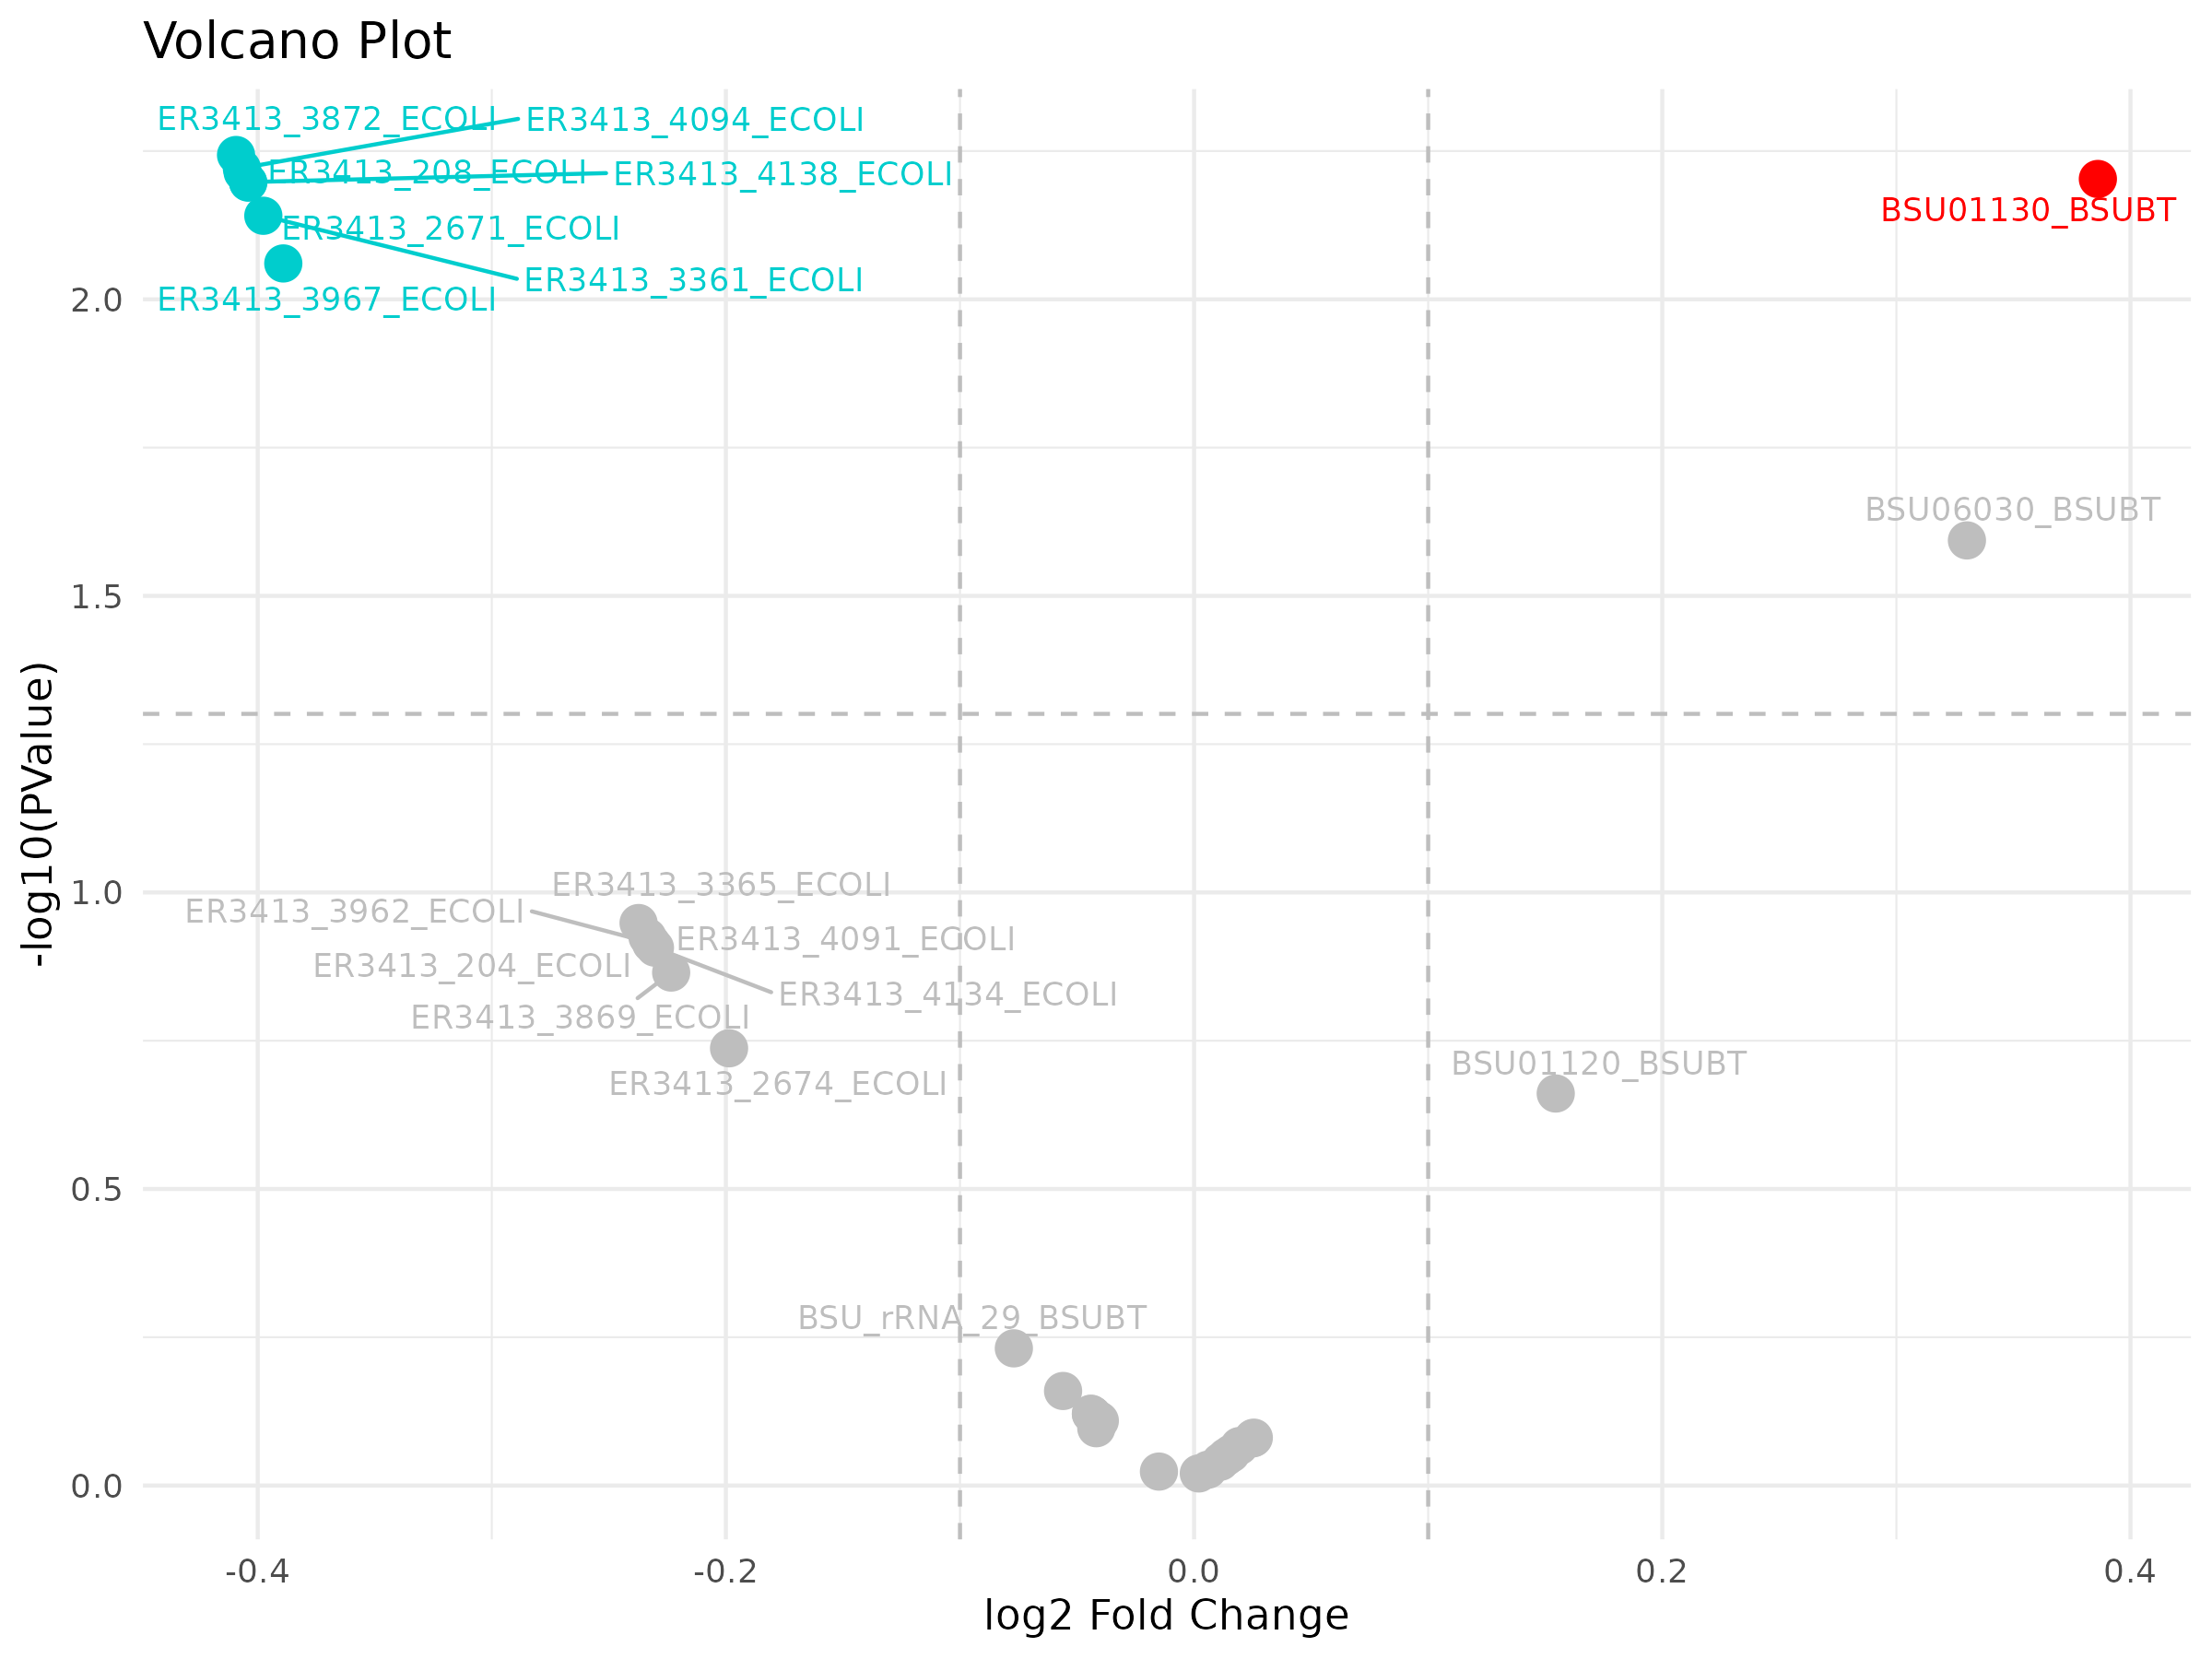 Volcano Plot
ER3413_3872_ECOLI
ER3413_4094_ECOLI
ER3413_208_ECOLI
ER3413_4138_ECOLI
BSU01130_BSUBT
ER3413_2671_ECOLI
ER3413_3361_ECOLI
ER3413_3967_ECOLI
BSU06030_BSUBT
ER3413_3365_ECOLI
ER3413_3962_ECOLI
ER3413_4091_ECOLI
ER3413_204_ECOLI
ER3413_4134_ECOLI
ER3413_3869_ECOLI
BSU01120_BSUBT
ER3413_2674_ECOLI
BSU_rRNA_29_BSUBT
2.0
1.5
1.0
0.5
0.0
-log10(PValue)
-0.4
-0.2
0.0
0.2
0.4
log2 Fold Change